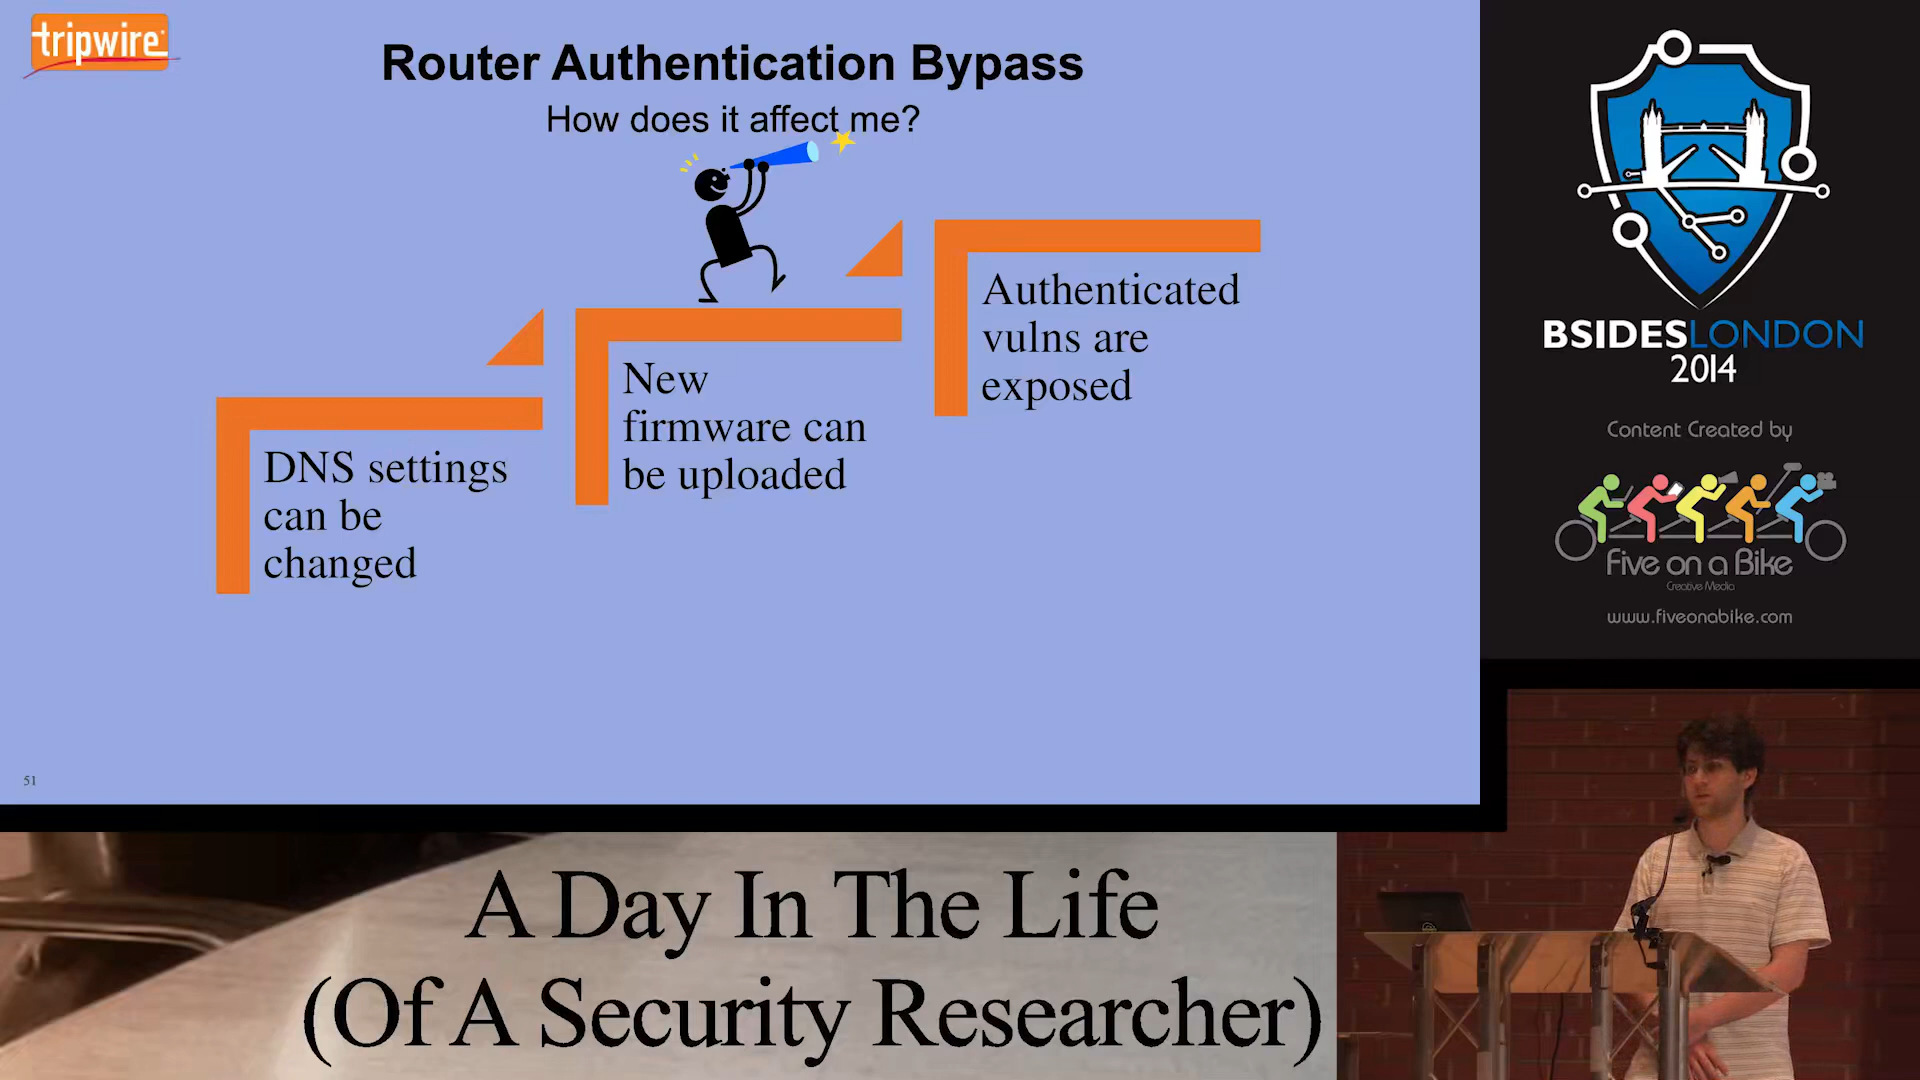 tripwire
Router Authentication Bypass
How does it affect me?
DNS settings
can be
changed
New
firmware can
be uploaded
Authenticated
vulns are
exposed
51
BSIDESLONDON
2014
Content Created by
Five on a Bike
Creative Media
www.fiveonabike.com
A Day In The Life
(Of A Security Researcher)